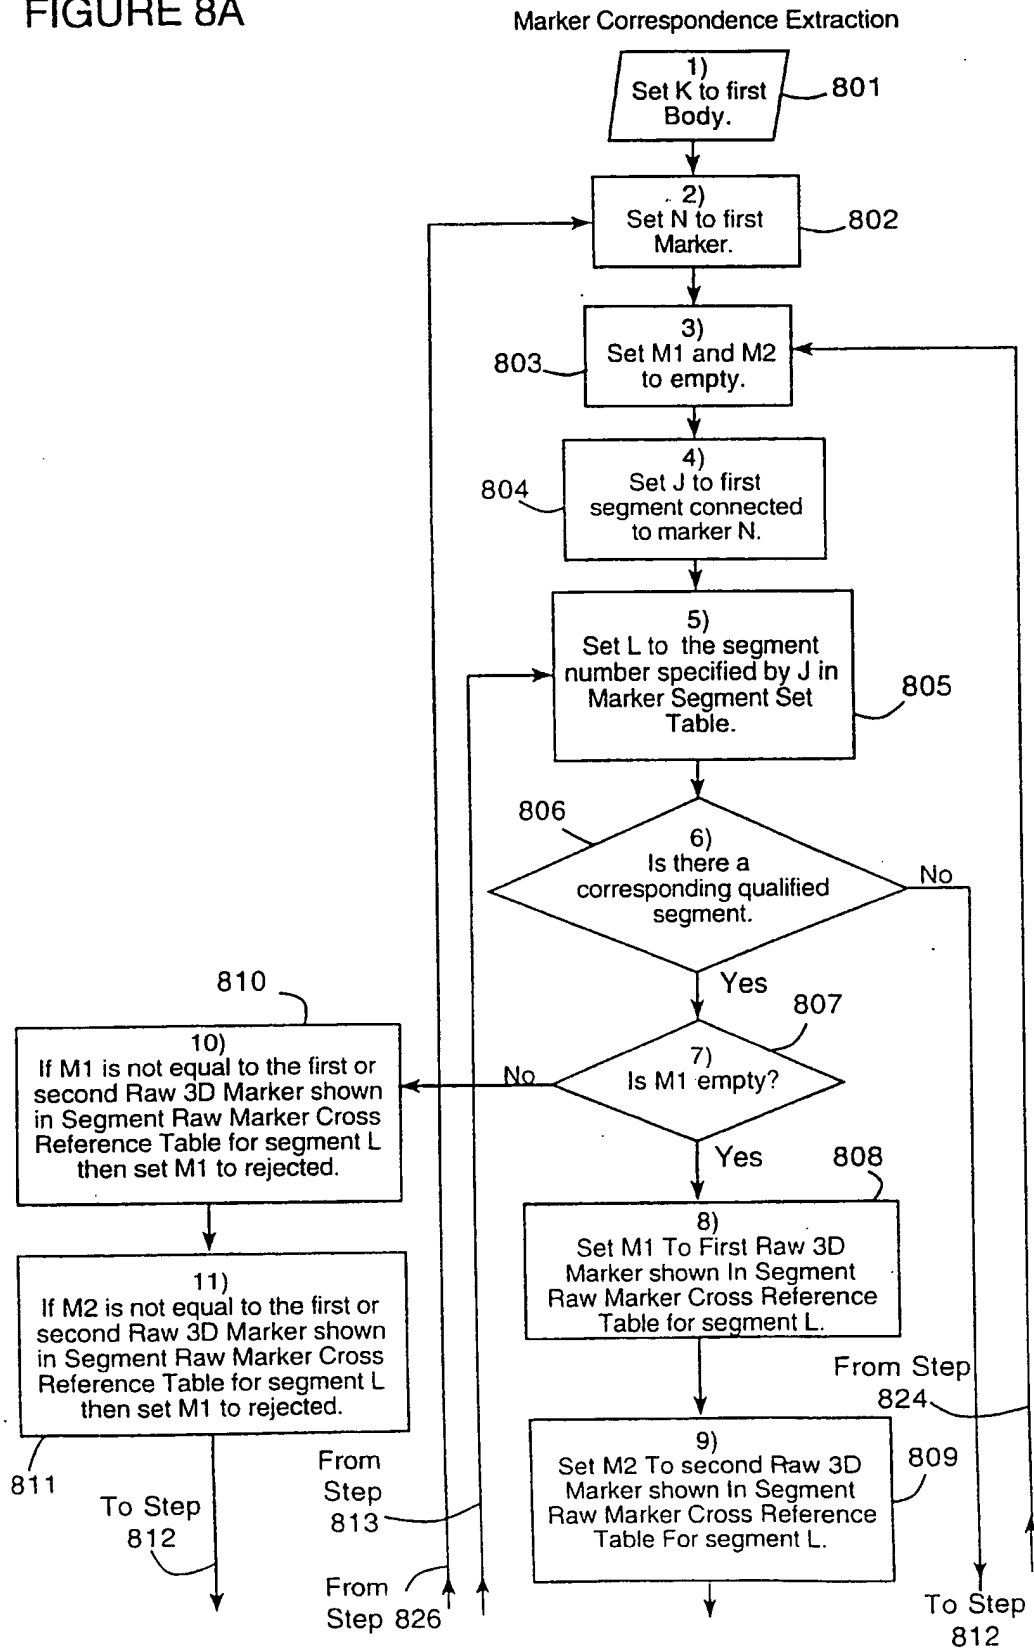 FIGURE 8A
Marker Correspondence Extraction
1)
Set K to first
Body.
801
2)
Set N to first
Marker.
802
3)
Set M1 and M2
to empty.
803
4)
Set J to first
segment connected
to marker N.
804
5)
Set L to the segment
number specified by J in
Marker Segment Set
Table.
805
806
6)
Is there a
corresponding qualified
segment.
No
Yes
807
7)
Is M1 empty?
No
Yes
810
10)
If M1 is not equal to the first or
second Raw 3D Marker shown
in Segment Raw Marker Cross
Reference Table for segment L
then set M1 to rejected.
808
8)
Set M1 To First Raw 3D
Marker shown In Segment
Raw Marker Cross Reference
Table for segment L.
11)
If M2 is not equal to the first or
second Raw 3D Marker shown
in Segment Raw Marker Cross
Reference Table for segment L
then set M1 to rejected.
811
From Step
824
9)
Set M2 To second Raw 3D
Marker shown In Segment
Raw Marker Cross Reference
Table For segment L.
809
To Step
812
From
Step
813
From
Step 826
To Step
812